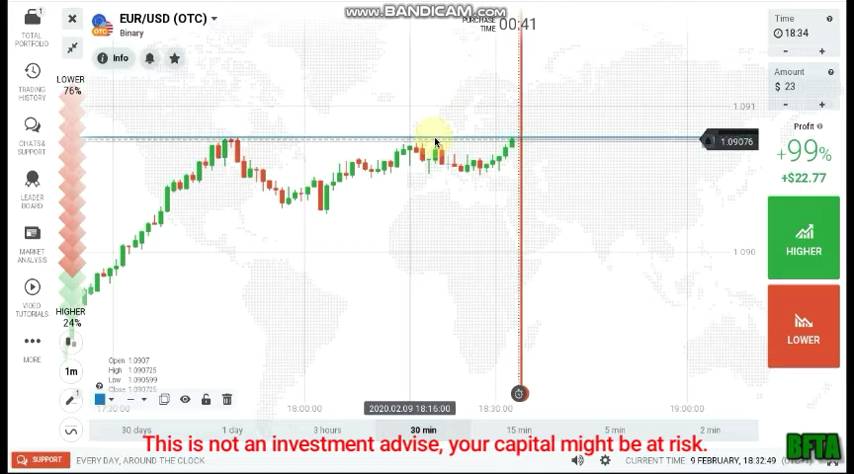 WWW.BANDICAM.COM
TOTAL PORTFOLIO
TRADING HISTORY
CHATS & SUPPORT
LEADER BOARD
MARKET ANALYSIS
VIDEO TUTORIALS
MORE
EUR/USD (OTC)
OTC
Binary
Info
LOWER
76%
HIGHER
24%
1m
PURCHASE TIME
00:41
1.091
1.09076
1.090
Open 1.0907
High 1.090725
Low 1.090599
Close 1.090725
17:30:00
18:00:00
2020.02.09 18:16:00
18:30:00
19:00:00
30 days
1 day
3 hours
30 min
15 min
5 min
2 min
Time
18:34
- +
Amount
$ 23
- +
Profit
+99%
+$22.77
HIGHER
LOWER
This is not an investment advise, your capital might be at risk.
BFTA
SUPPORT
EVERY DAY, AROUND THE CLOCK
CURRENT TIME: 9 FEBRUARY, 18:32:49